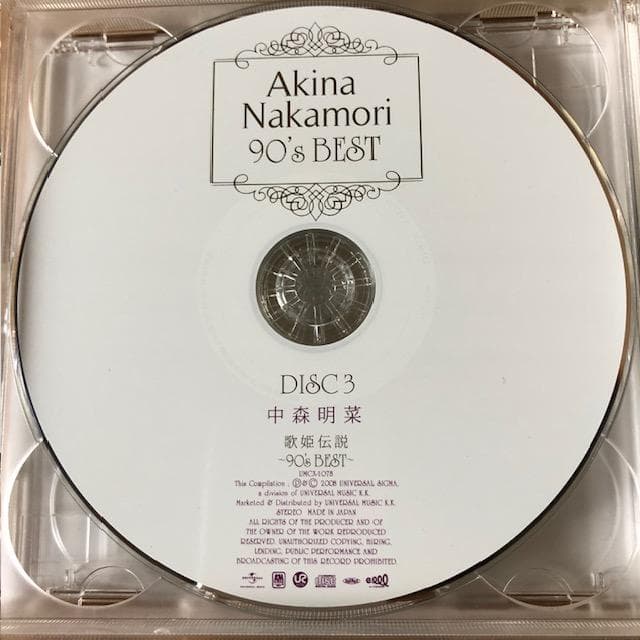 Akina
Nakamori
90's BEST
DISC 3
中森明菜
歌姫伝説
~90's BEST~
UMCX-1078
This Compilation : Ⓟ&Ⓒ 2008 UNIVERSAL SIGMA,
a division of UNIVERSAL MUSIC K.K.
Marketed & Distributed by UNIVERSAL MUSIC K.K.
STEREO MADE IN JAPAN
ALL RIGHTS OF THE PRODUCER AND OF
THE OWNER OF THE WORK REPRODUCED
RESERVED. UNAUTHORIZED COPYING, HIRING,
LENDING, PUBLIC PERFORMANCE AND
BROADCASTING OF THIS RECORD PROHIBITED.
UNIVERSAL